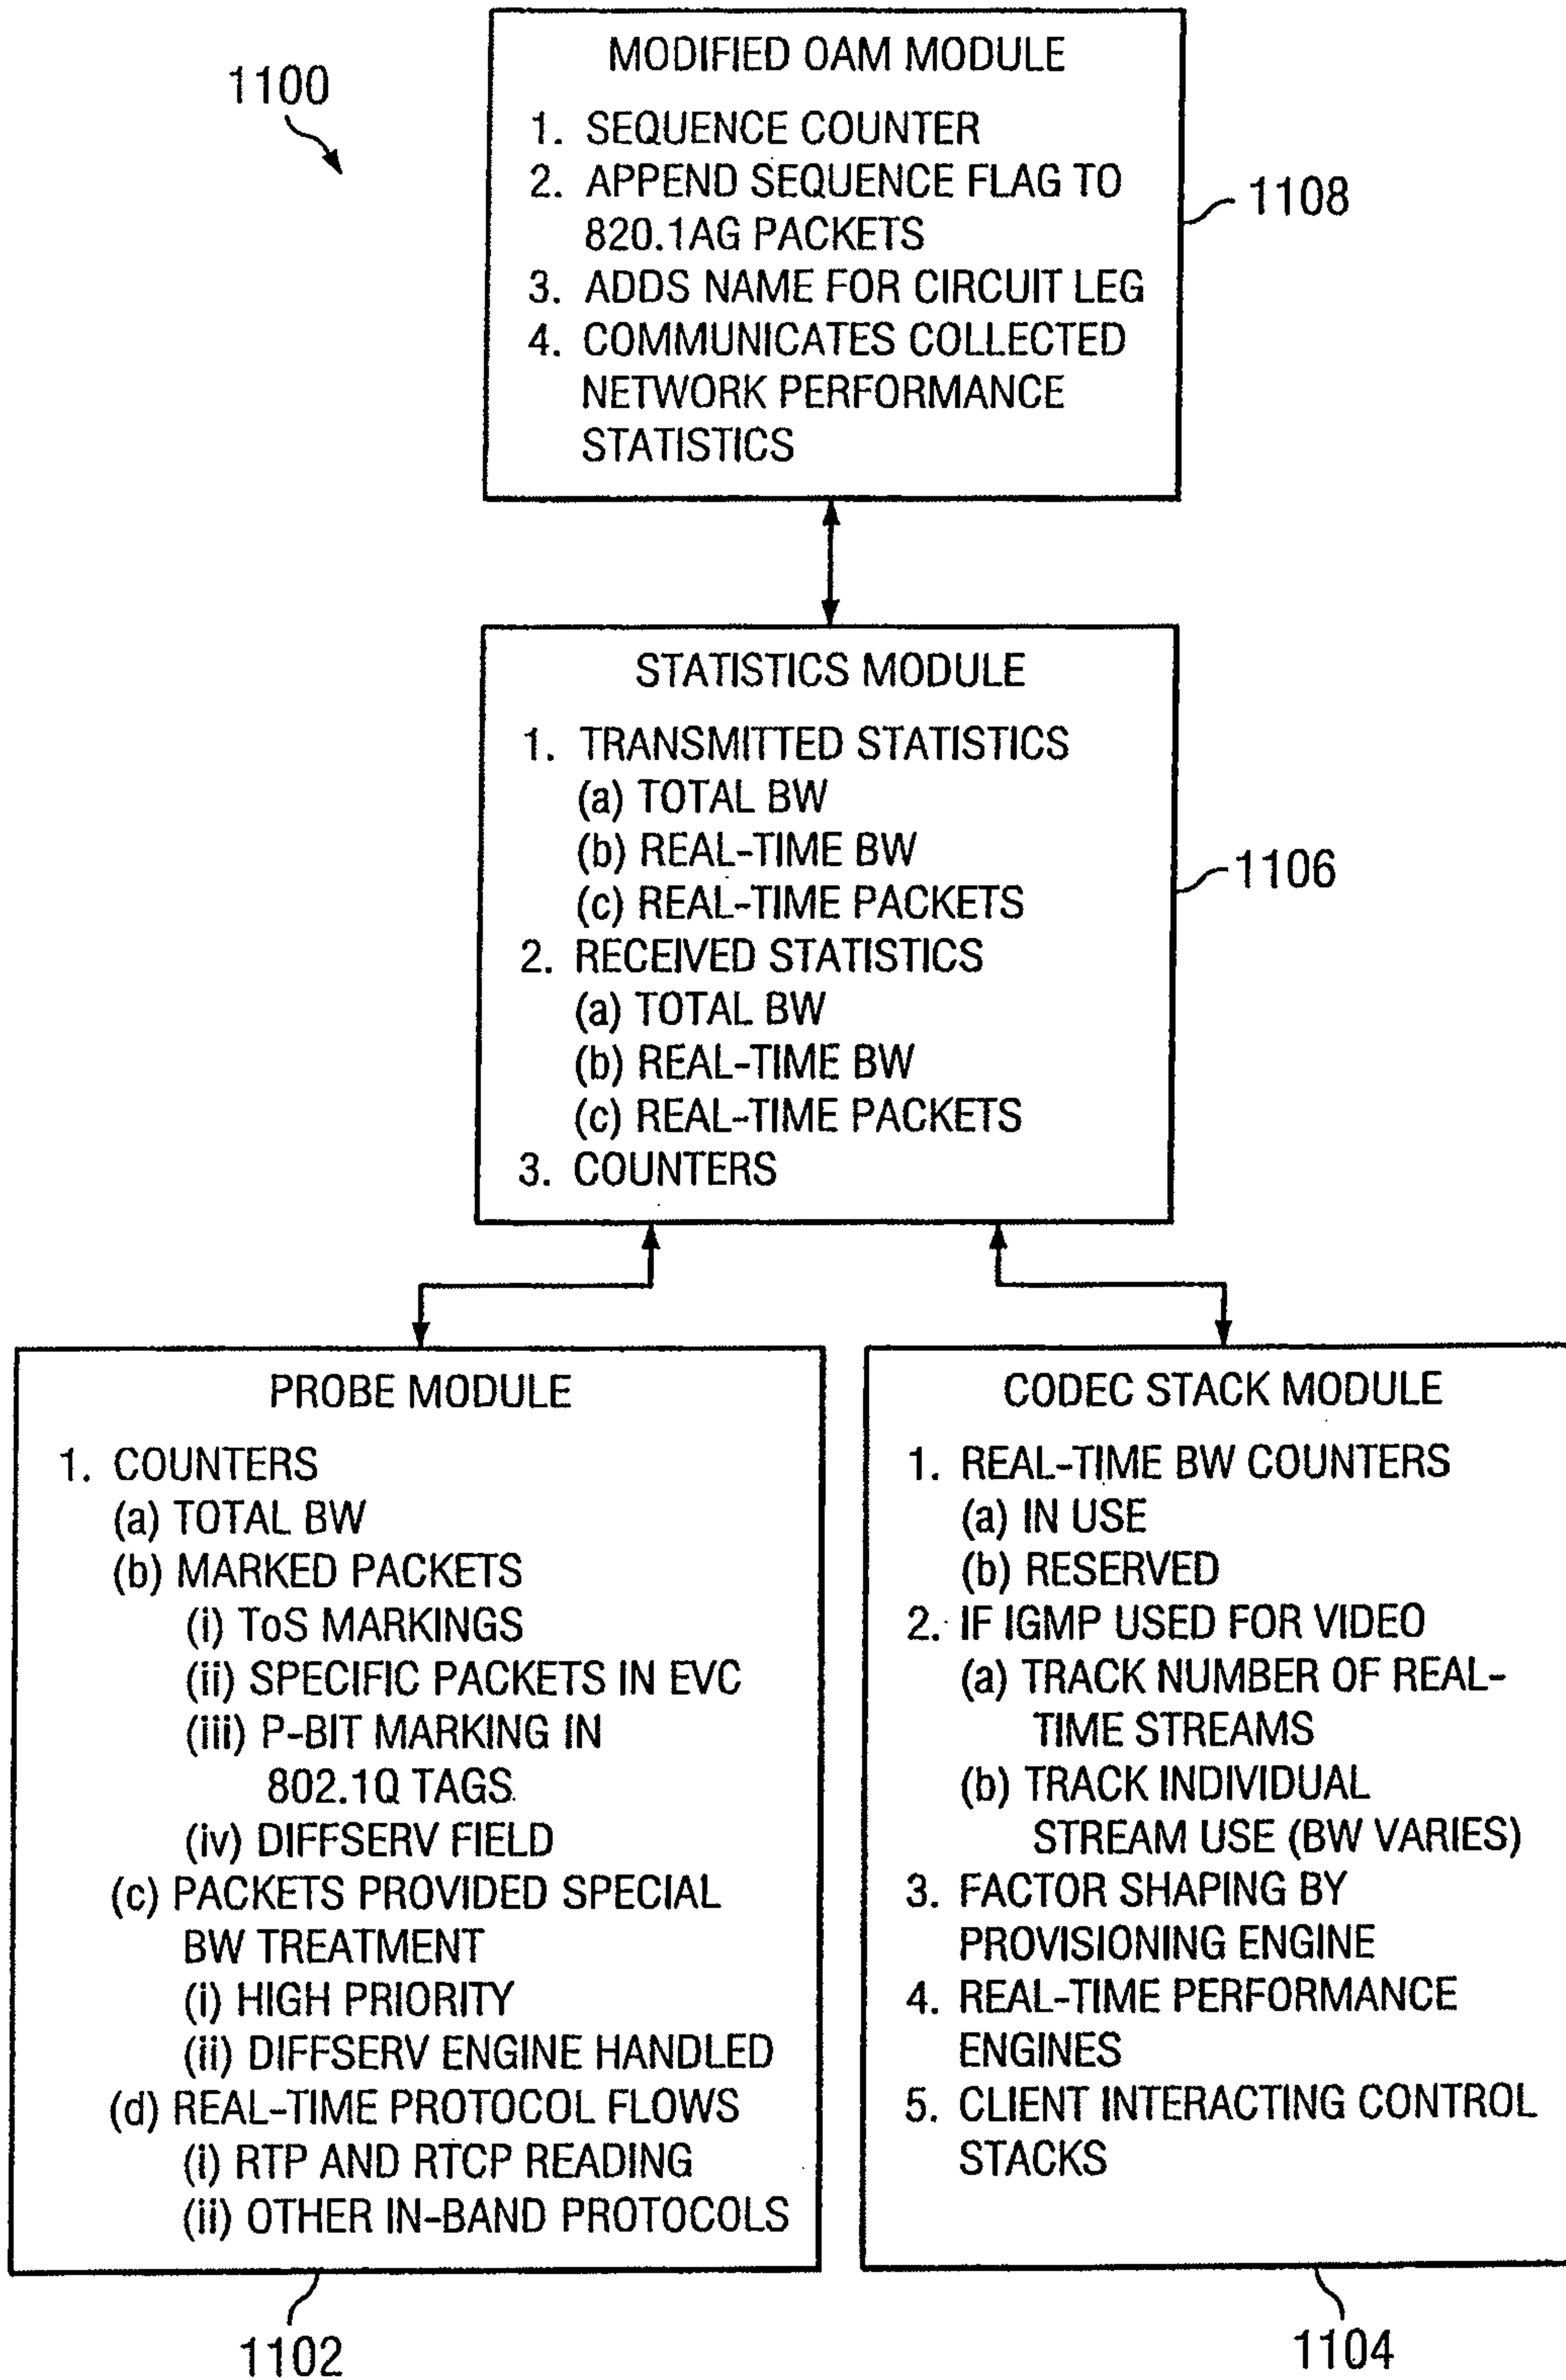 1100
MODIFIED OAM MODULE
1. SEQUENCE COUNTER
2. APPEND SEQUENCE FLAG TO
820.1AG PACKETS
3. ADDS NAME FOR CIRCUIT LEG
4. COMMUNICATES COLLECTED
NETWORK PERFORMANCE
STATISTICS
1108
STATISTICS MODULE
1. TRANSMITTED STATISTICS
(a) TOTAL BW
(b) REAL-TIME BW
(c) REAL-TIME PACKETS
2. RECEIVED STATISTICS
(a) TOTAL BW
(b) REAL-TIME BW
(c) REAL-TIME PACKETS
3. COUNTERS
1106
PROBE MODULE
1. COUNTERS
(a) TOTAL BW
(b) MARKED PACKETS
(i) ToS MARKINGS
(ii) SPECIFIC PACKETS IN EVC
(iii) P-BIT MARKING IN
802.1Q TAGS
(iv) DIFFSERV FIELD
(c) PACKETS PROVIDED SPECIAL
BW TREATMENT
(i) HIGH PRIORITY
(ii) DIFFSERV ENGINE HANDLED
(d) REAL-TIME PROTOCOL FLOWS
(i) RTP AND RTCP READING
(ii) OTHER IN-BAND PROTOCOLS
1102
CODEC STACK MODULE
1. REAL-TIME BW COUNTERS
(a) IN USE
(b) RESERVED
2. IF IGMP USED FOR VIDEO
(a) TRACK NUMBER OF REAL-
TIME STREAMS
(b) TRACK INDIVIDUAL
STREAM USE (BW VARIES)
3. FACTOR SHAPING BY
PROVISIONING ENGINE
4. REAL-TIME PERFORMANCE
ENGINES
5. CLIENT INTERACTING CONTROL
STACKS
1104